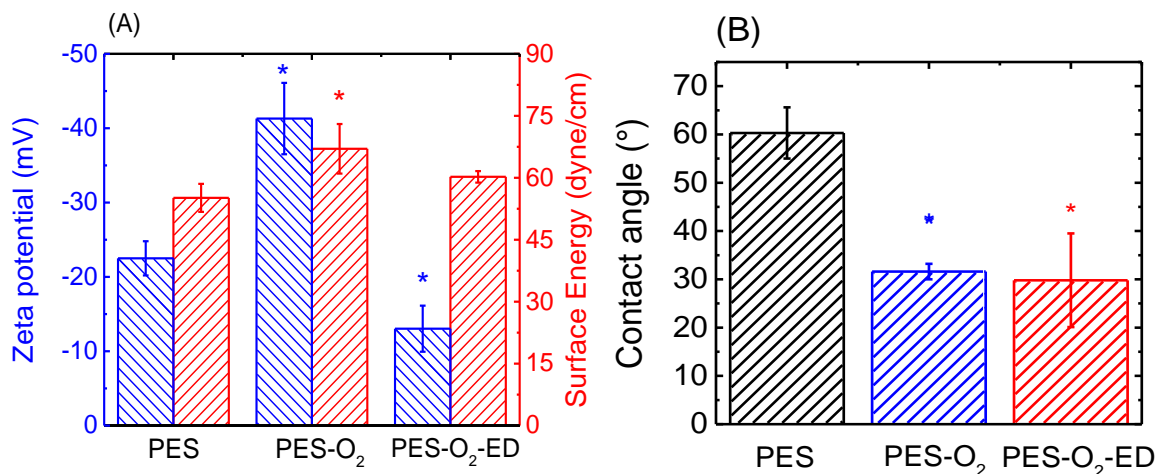 (A)
Zeta potential (mV)
-50
-40
-30
-20
-10
0
*
*
*
90
75
60
45
30
15
0
Surface Energy (dyne/cm)
PES
PES-O₂
PES-O₂-ED
(B)
Contact angle (°)
70
60
50
40
30
20
10
0
*
*
PES
PES-O₂
PES-O₂-ED